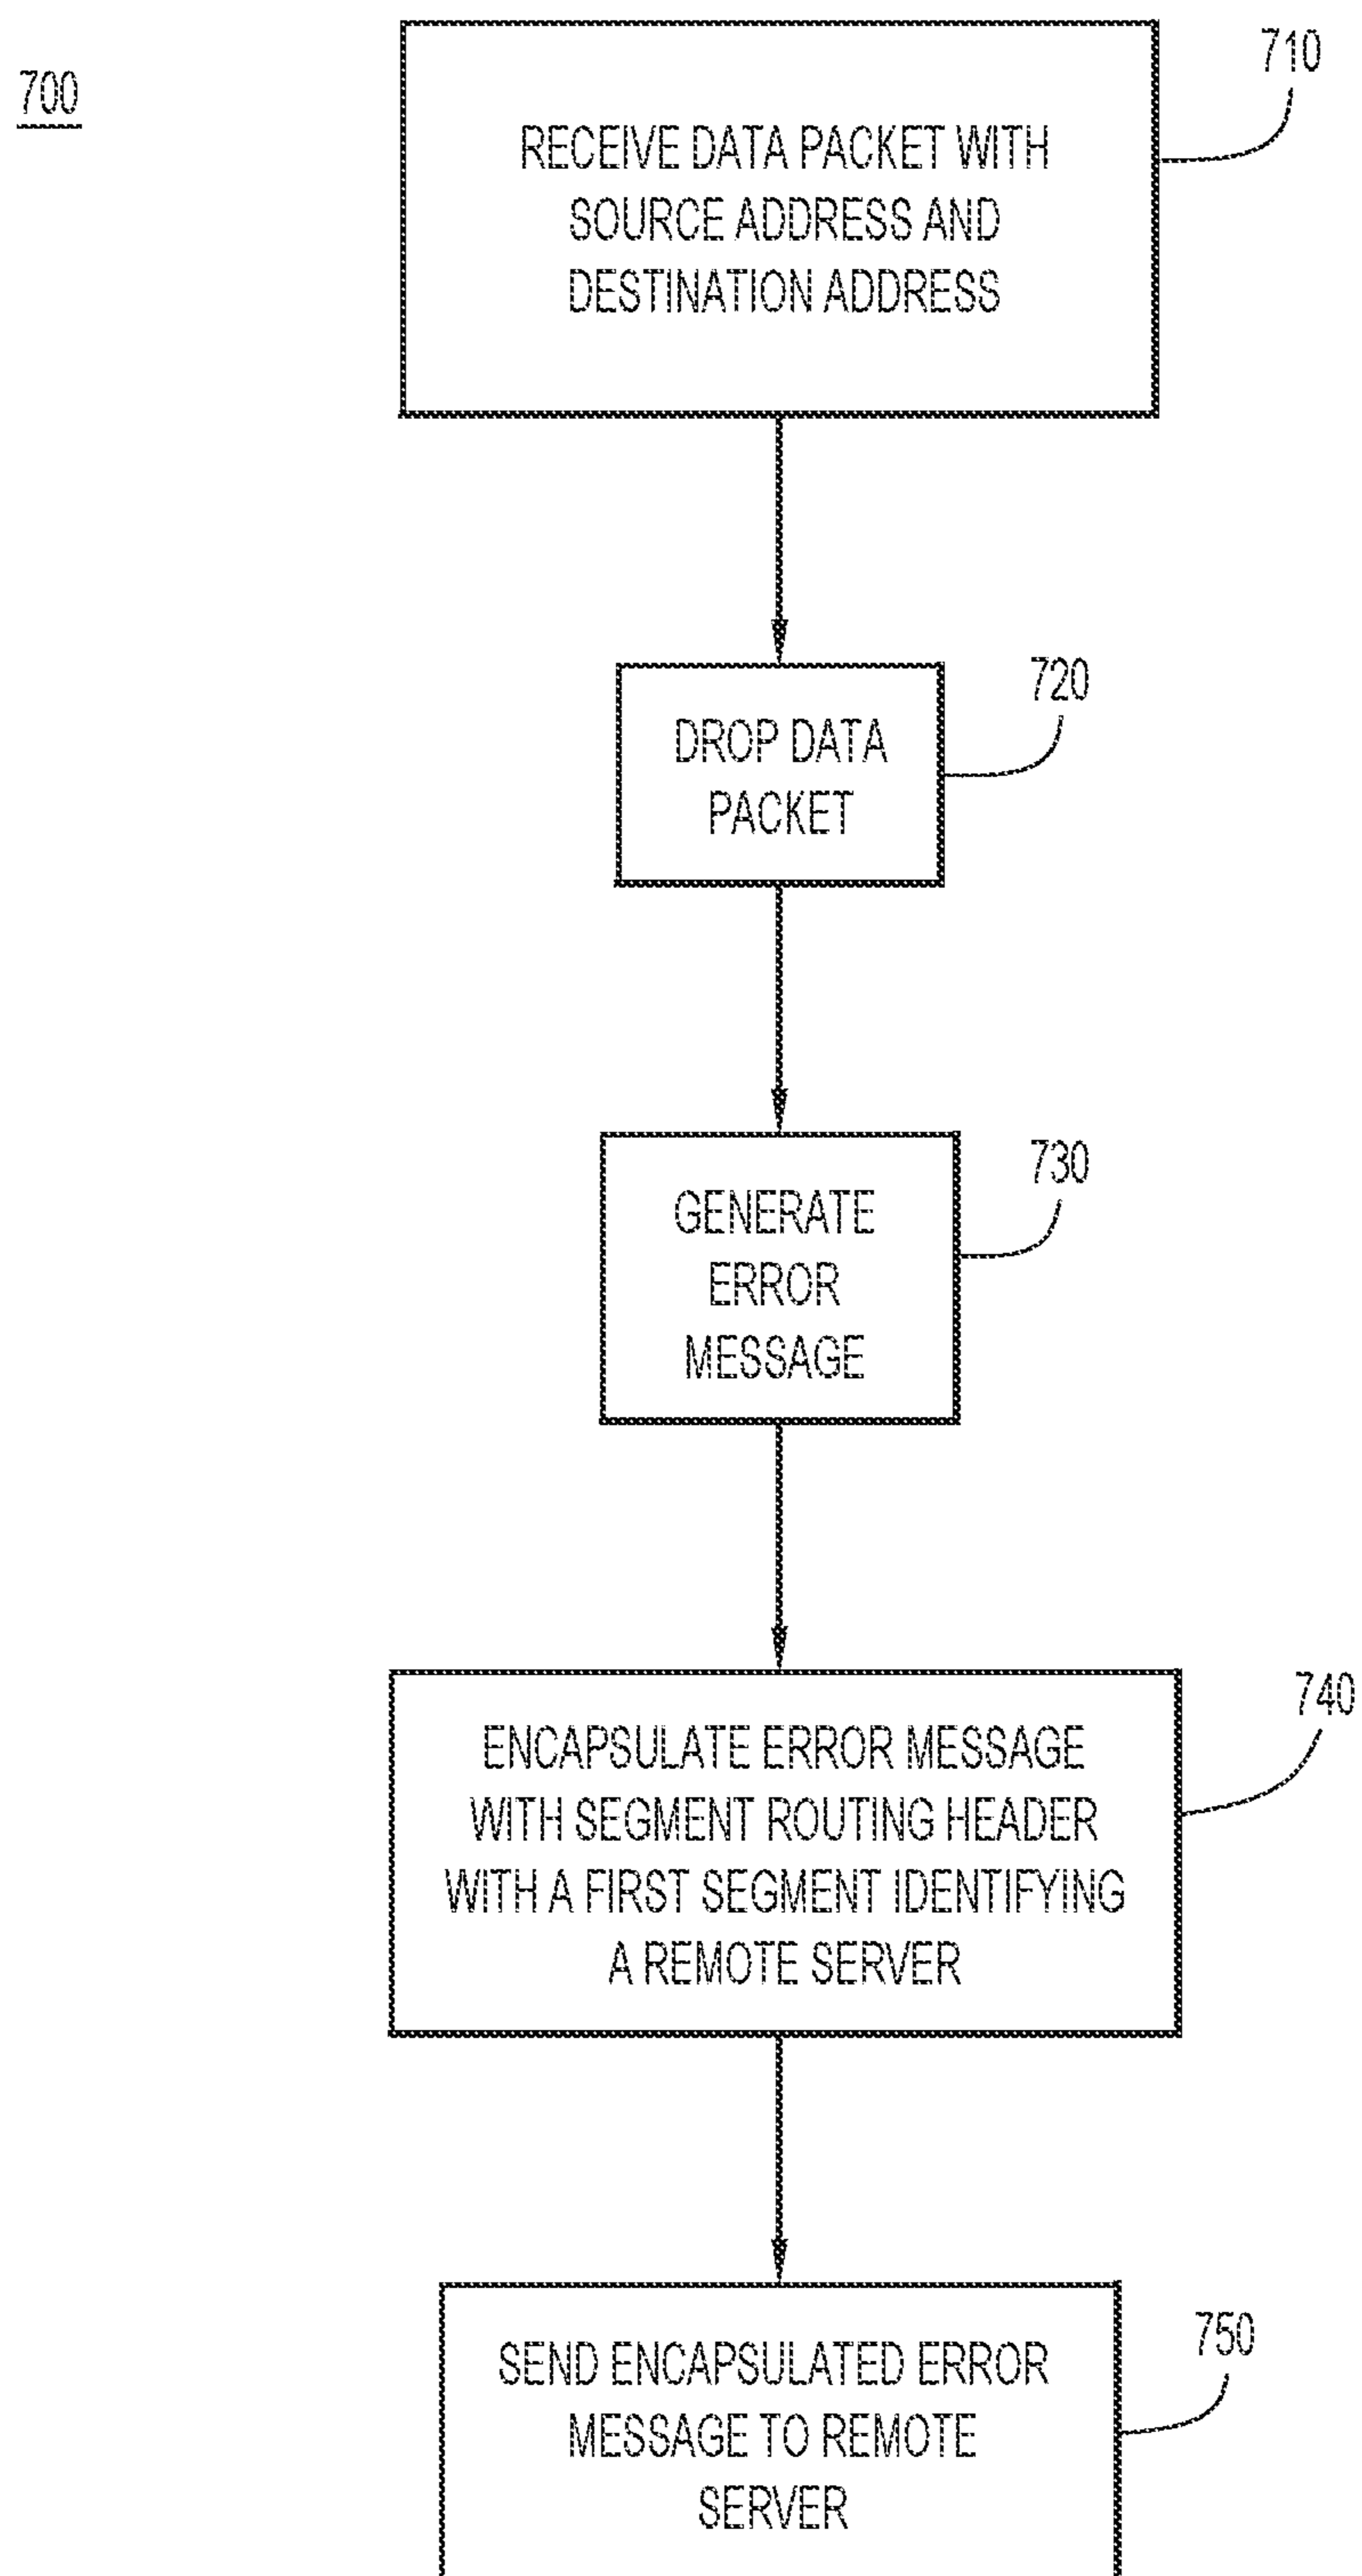 700
710
RECEIVE DATA PACKET WITH
SOURCE ADDRESS AND
DESTINATION ADDRESS
720
DROP DATA
PACKET
730
GENERATE
ERROR
MESSAGE
740
ENCAPSULATE ERROR MESSAGE
WITH SEGMENT ROUTING HEADER
WITH A FIRST SEGMENT IDENTIFYING
A REMOTE SERVER
750
SEND ENCAPSULATED ERROR
MESSAGE TO REMOTE
SERVER